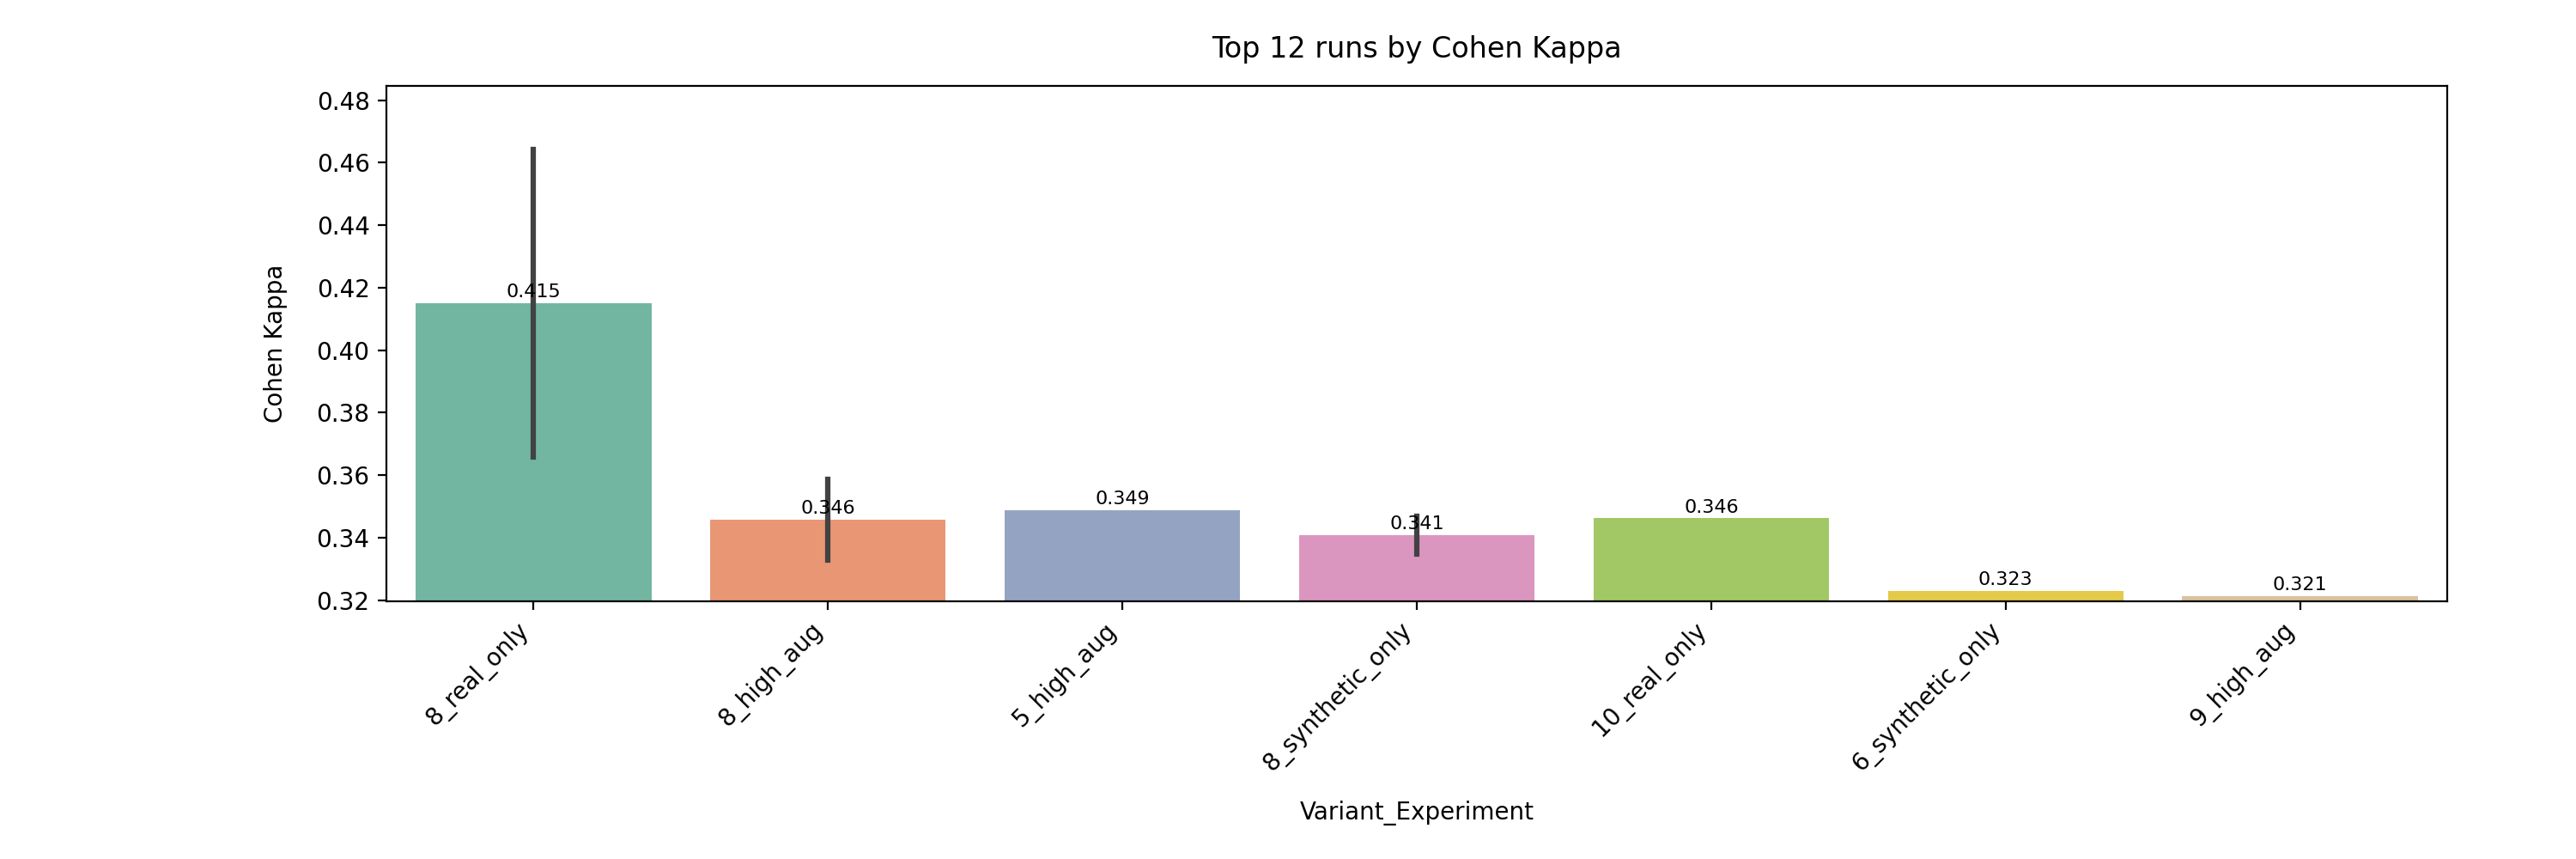 Top 12 runs by Cohen Kappa
Cohen Kappa
0.48
0.46
0.44
0.42
0.40
0.38
0.36
0.34
0.32
0.415
0.346
0.349
0.341
0.346
0.323
0.321
8_real_only
8_high_aug
5_high_aug
8_synthetic_only
10_real_only
6_synthetic_only
9_high_aug
Variant_Experiment